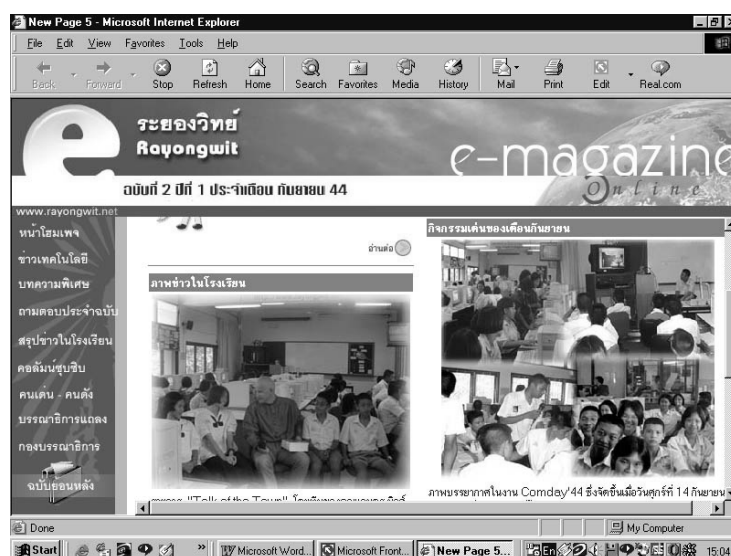 New Page 5 - Microsoft Internet Explorer
File Edit View Favorites Tools Help
Back Forward Stop Refresh Home Search Favorites Media History Mail Print Edit Real.com
e
ระยองวิทย์
Rayongwit
e-magazine
Online
ฉบับที่ 2 ปีที่ 1 ประจำเดือน กันยายน 44
www.rayongwit.net
หน้าโฮมเพจ
ข่าวเทคโนโลยี
บทความพิเศษ
ถามตอบประจำฉบับ
สรุปข่าวในโรงเรียน
คอลัมน์ซุบซิบ
คนเด่น - คนดัง
บรรณาธิการแถลง
กองบรรณาธิการ
ฉบับย้อนหลัง
อ่านต่อ
ภาพข่าวในโรงเรียน
"Talk of the Town"
กิจกรรมเด่นของเดือนกันยายน
ภาพบรรยากาศในงาน Comday'44 ซึ่งจัดขึ้นเมื่อวันศุกร์ที่ 14 กันยายน
Done My Computer
Start Microsoft Word... Microsoft Front... New Page 5... En 15:04